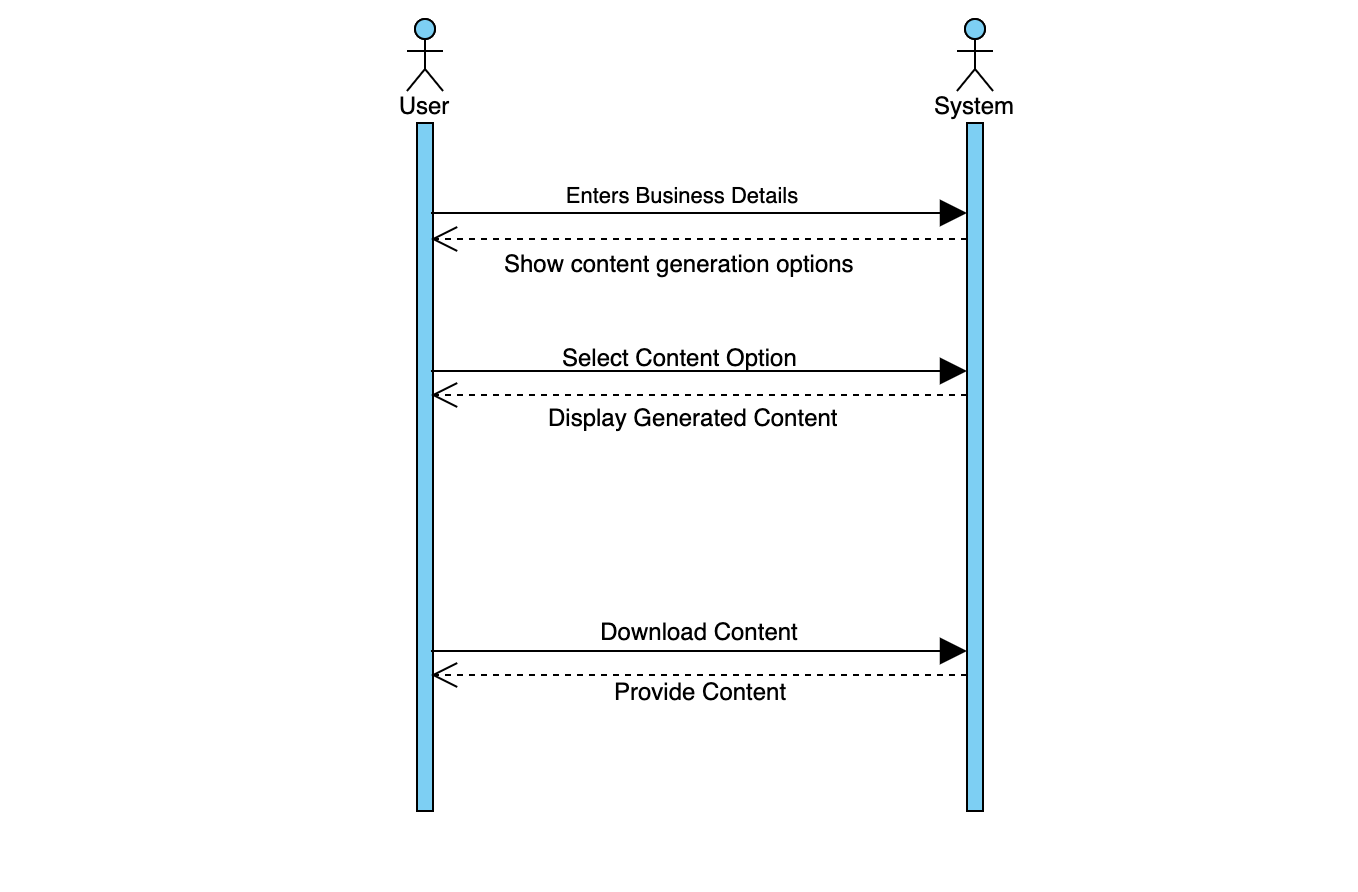 User
System
Enters Business Details
Show content generation options
Select Content Option
Display Generated Content
Download Content
Provide Content